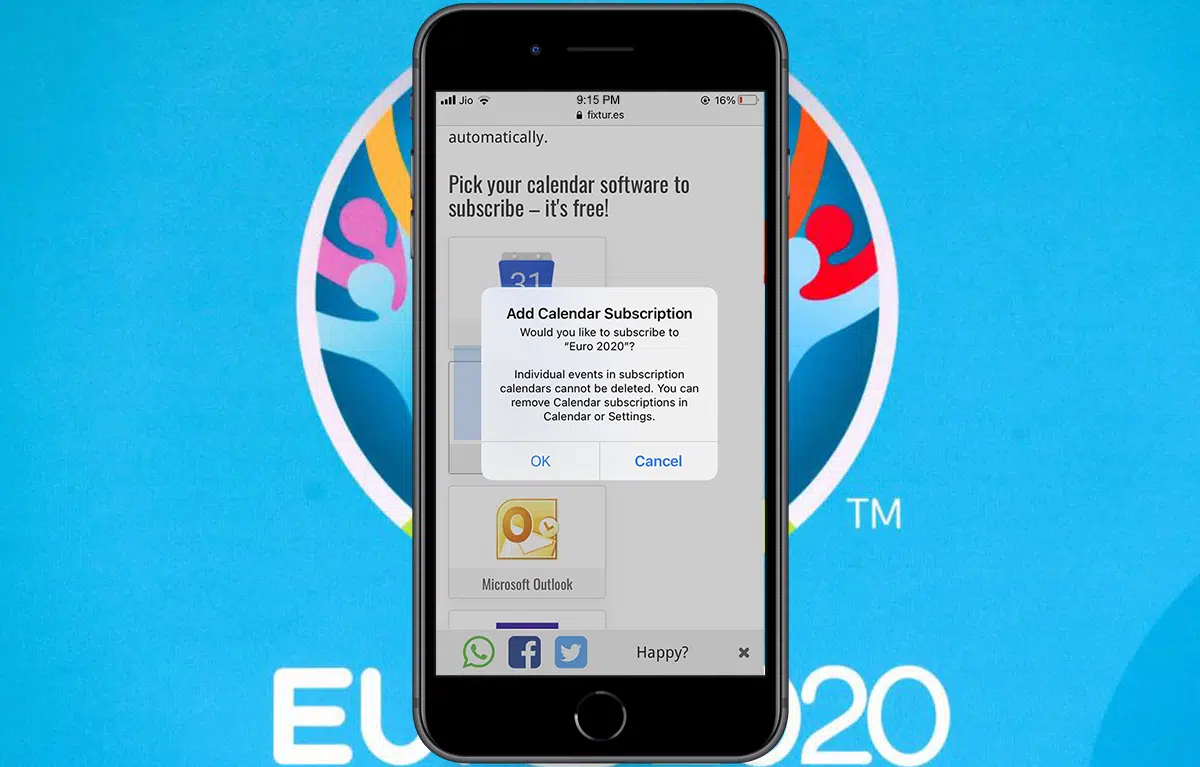 Jio 9:15 PM 16%
fixtur.es
automatically.
Pick your calendar software to
subscribe – it's free!
31
Add Calendar Subscription
Would you like to subscribe to
“Euro 2020”?
Individual events in subscription
calendars cannot be deleted. You can
remove Calendar subscriptions in
Calendar or Settings.
OK Cancel
TM
Microsoft Outlook
Happy?
EU 2020